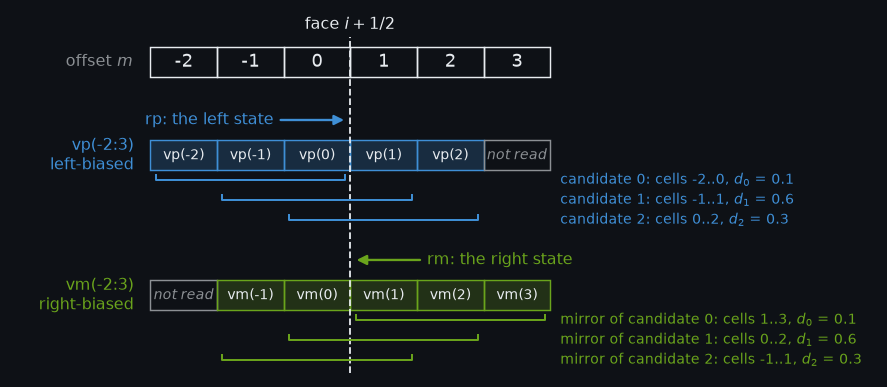 face i + 1/2
offset m
-2 -1 0 1 2 3
rp: the left state
vp(-2:3)
left-biased
vp(-2) vp(-1) vp(0) vp(1) vp(2) not read
candidate 0: cells -2..0, d₀ = 0.1
candidate 1: cells -1..1, d₁ = 0.6
candidate 2: cells 0..2, d₂ = 0.3
rm: the right state
vm(-2:3)
right-biased
not read vm(-1) vm(0) vm(1) vm(2) vm(3)
mirror of candidate 0: cells 1..3, d₀ = 0.1
mirror of candidate 1: cells 0..2, d₁ = 0.6
mirror of candidate 2: cells -1..1, d₂ = 0.3